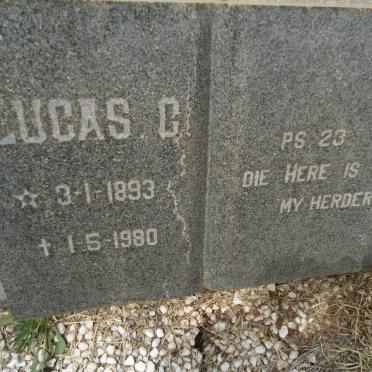 LUCAS C
☆ 3-1-1893
† 1-5-1980
PS 23
DIE HERE IS
MY HERDER